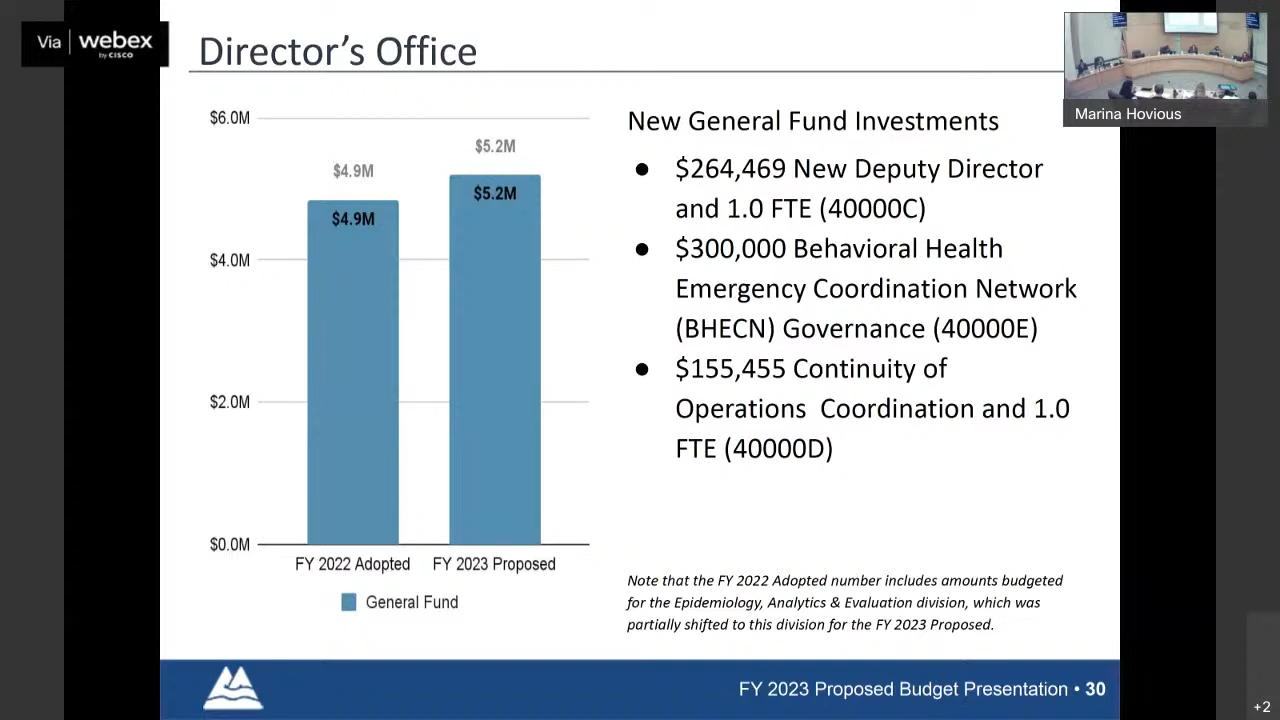 Via webex
by CISCO
Director's Office
Marina Hovious
$6.0M
$4.9M
$5.2M
$4.9M
$5.2M
$4.0M
$2.0M
$0.0M
FY 2022 Adopted
FY 2023 Proposed
General Fund
New General Fund Investments
● $264,469 New Deputy Director
and 1.0 FTE (40000C)
● $300,000 Behavioral Health
Emergency Coordination Network
(BHECN) Governance (40000E)
● $155,455 Continuity of
Operations  Coordination and 1.0
FTE (40000D)
Note that the FY 2022 Adopted number includes amounts budgeted
for the Epidemiology, Analytics & Evaluation division, which was
partially shifted to this division for the FY 2023 Proposed.
FY 2023 Proposed Budget Presentation • 30
+2